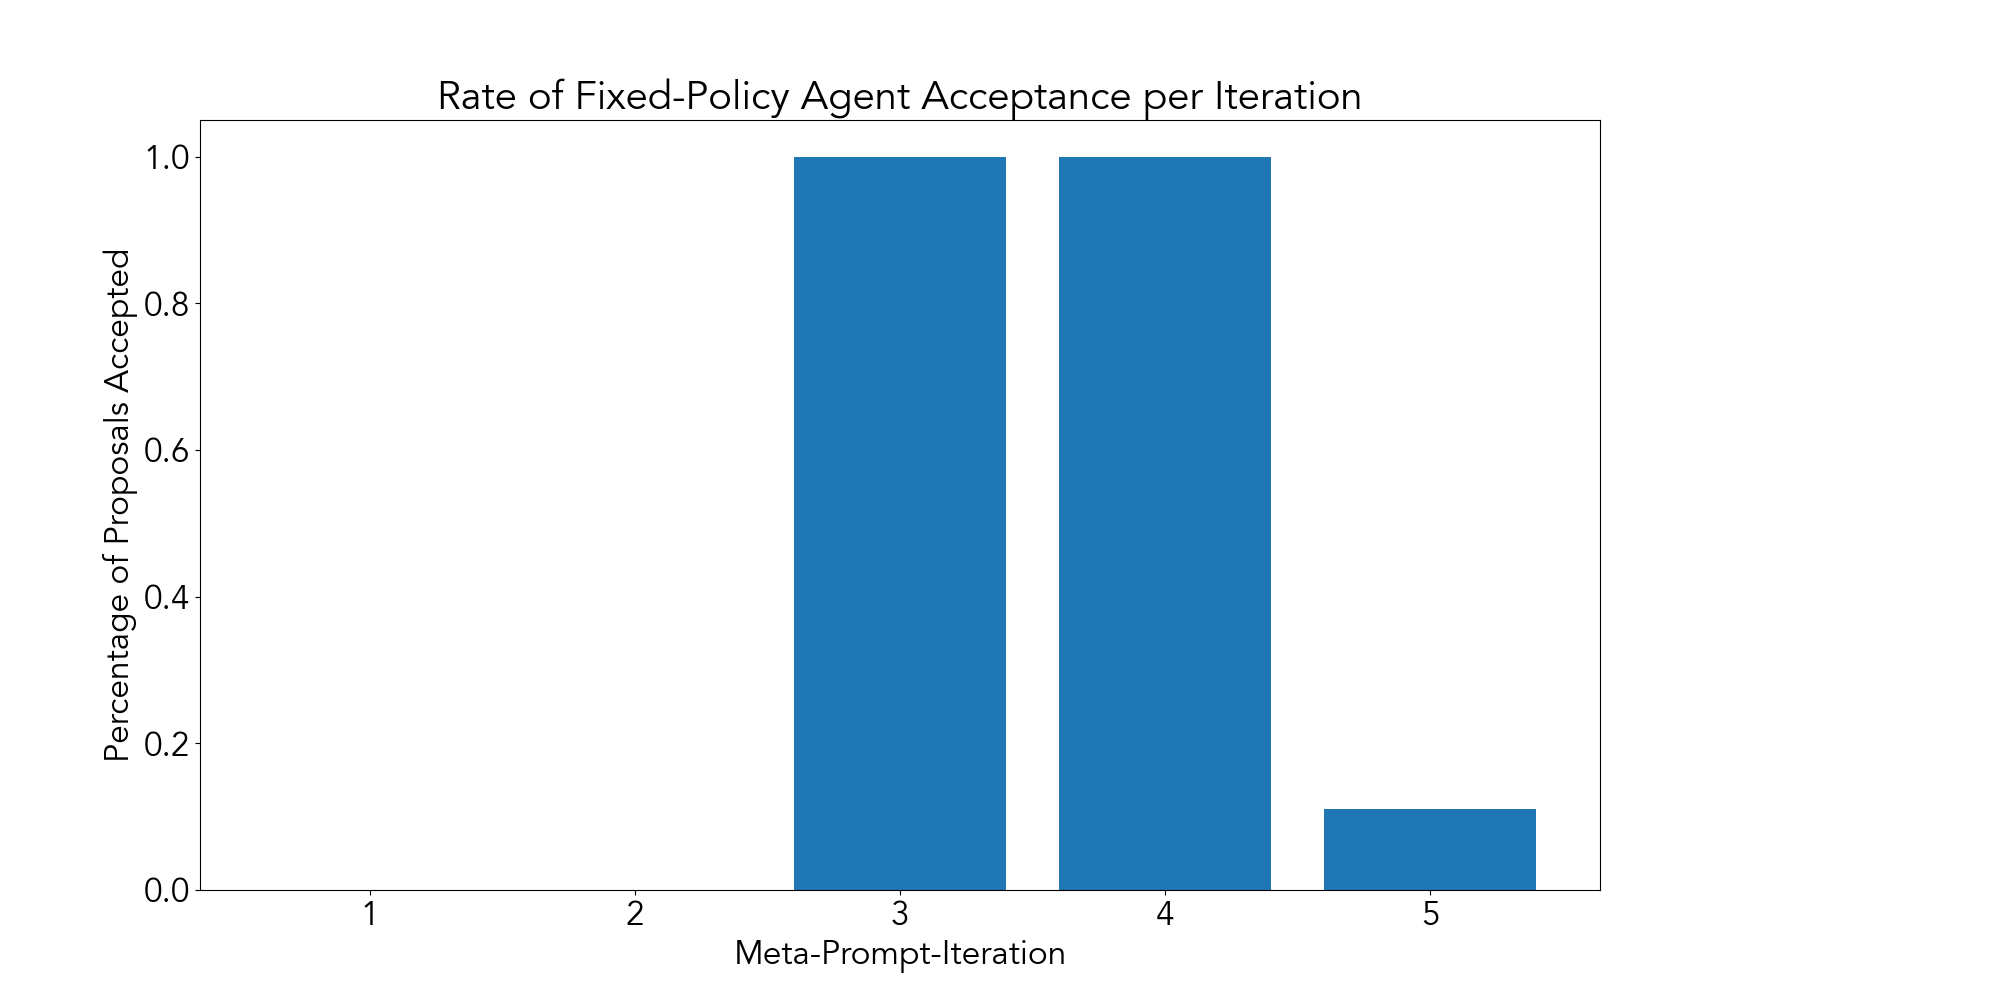 Rate of Fixed-Policy Agent Acceptance per Iteration
Percentage of Proposals Accepted
1.0
0.8
0.6
0.4
0.2
0.0
1 2 3 4 5
Meta-Prompt-Iteration